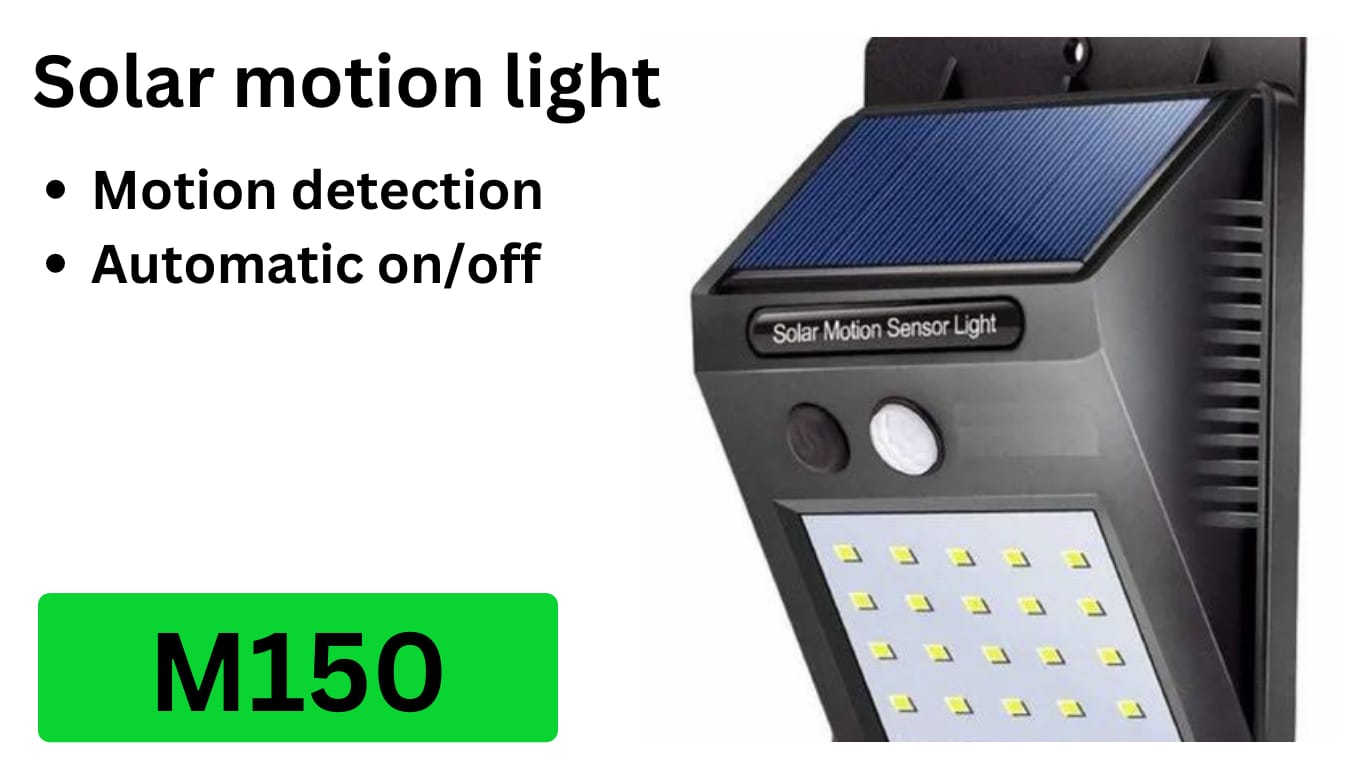 Solar motion light
• Motion detection
• Automatic on/off
Solar Motion Sensor Light
M150